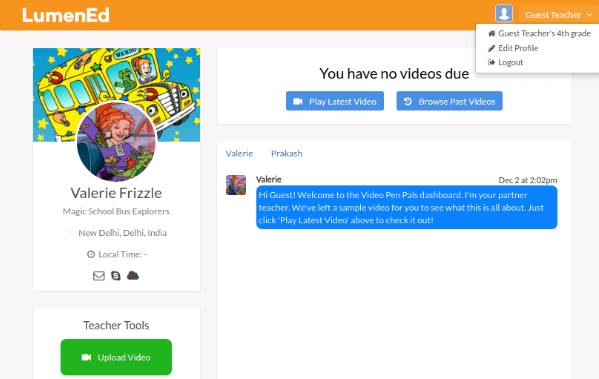 LumenEd
Guest Teacher
Guest Teacher's 4th grade
Edit Profile
Logout
WAHOO!
Valerie Frizzle
Magic School Bus Explorers
New Delhi, Delhi, India
Local Time: -
Teacher Tools
Upload Video
You have no videos due
Play Latest Video
Browse Past Videos
Valerie
Prakash
Valerie
Dec 2 at 2:02pm
Hi Guest! Welcome to the Video Pen Pals dashboard. I'm your partner
teacher. We've left a sample video for you to see what this is all about. Just
click 'Play Latest Video' above to check it out!